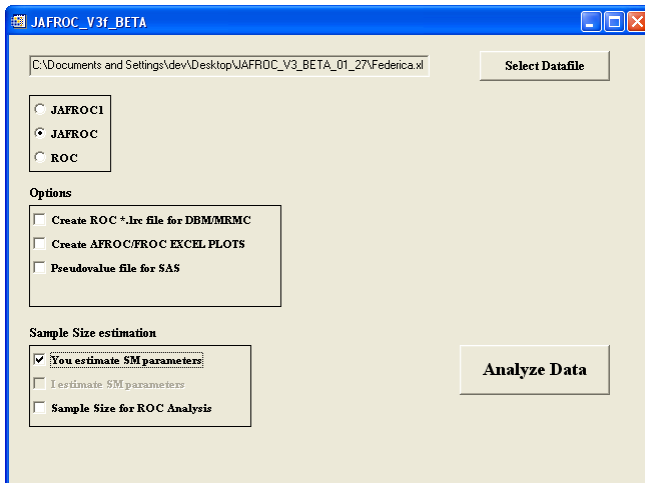 JAFROC_V3f_BETA
C:\Documents and Settings\dev\Desktop\JAFROC_V3_BETA_01_27\Federica.xl
Select Datafile
JAFROC1
JAFROC
ROC
Options
Create ROC *.lrc file for DBM/MRMC
Create AFROC/FROC EXCEL PLOTS
Pseudovalue file for SAS
Sample Size estimation
You estimate SM parameters
I estimate SM parameters
Sample Size for ROC Analysis
Analyze Data